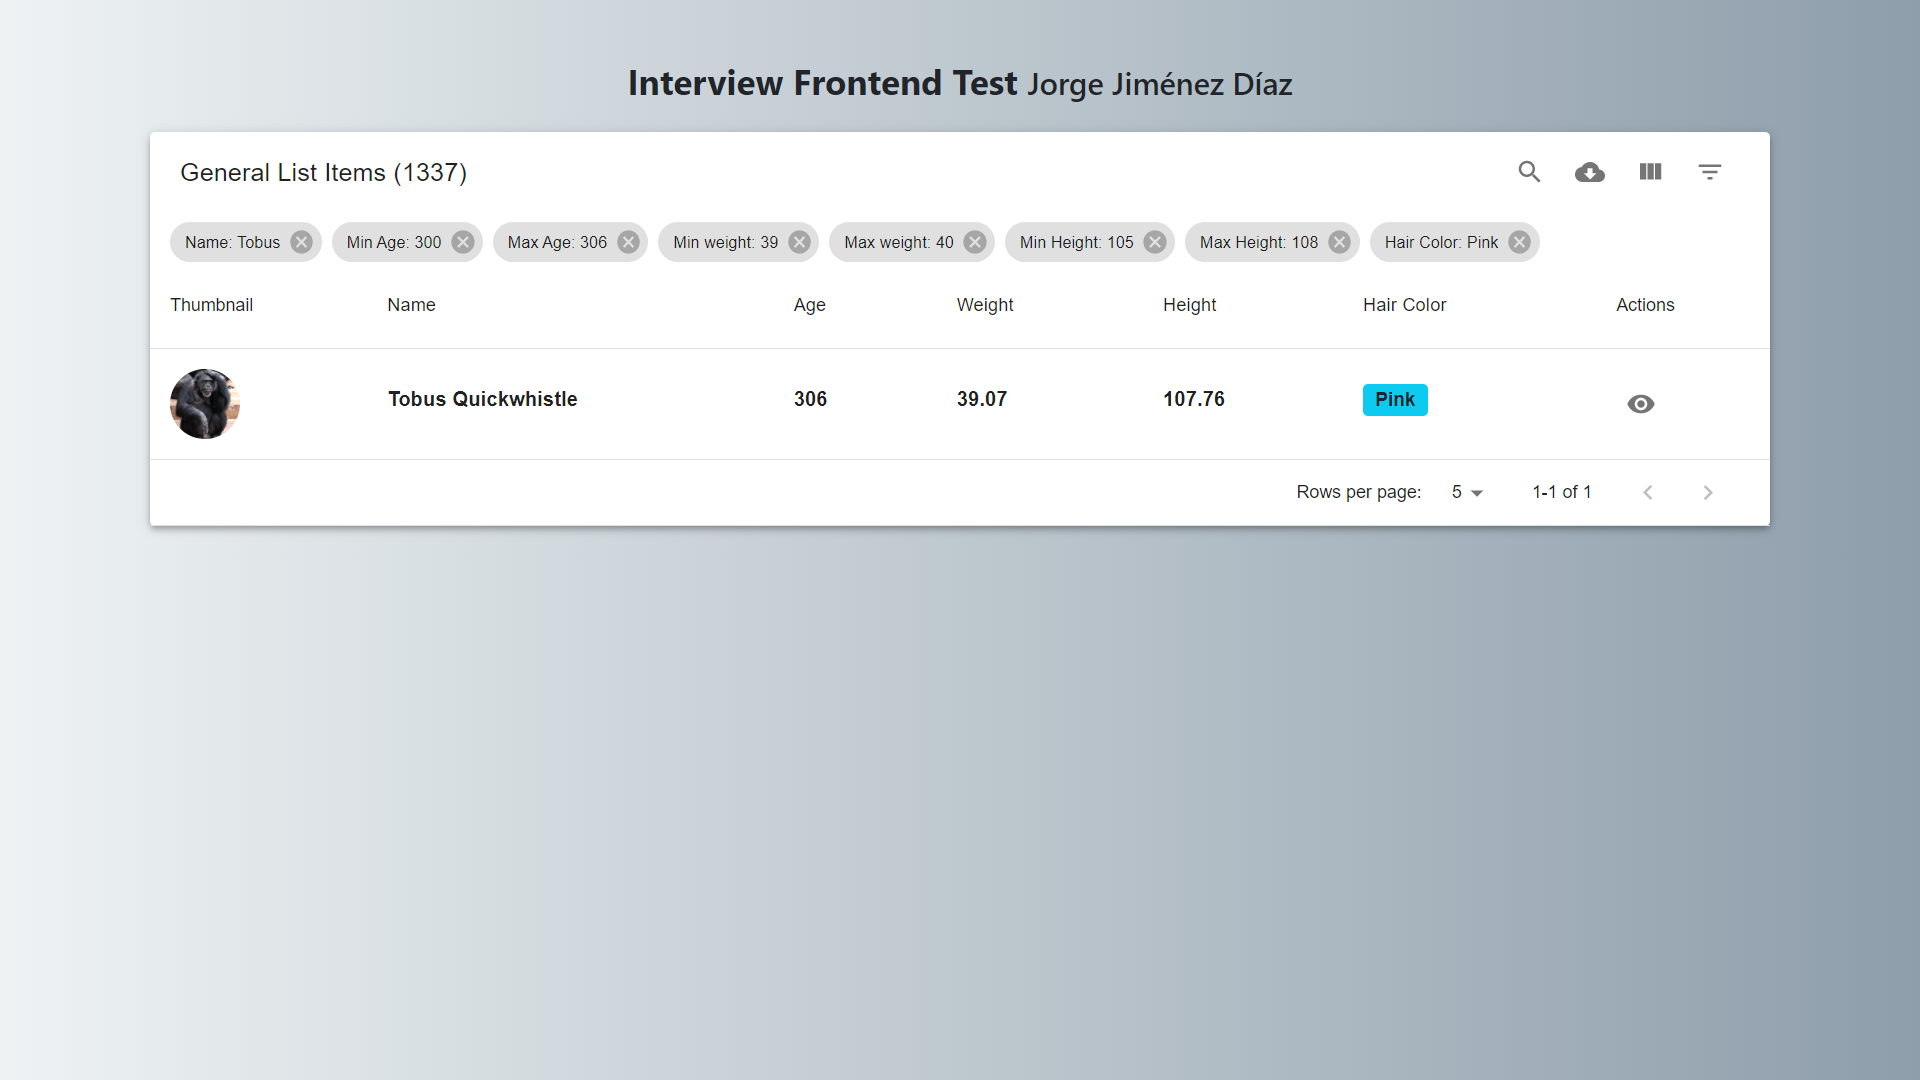 Interview Frontend Test Jorge Jiménez Díaz
General List Items (1337)
Name: Tobus Min Age: 300 Max Age: 306 Min weight: 39 Max weight: 40 Min Height: 105 Max Height: 108 Hair Color: Pink
Thumbnail Name Age Weight Height Hair Color Actions
Tobus Quickwhistle 306 39.07 107.76 Pink
Rows per page: 5 1-1 of 1